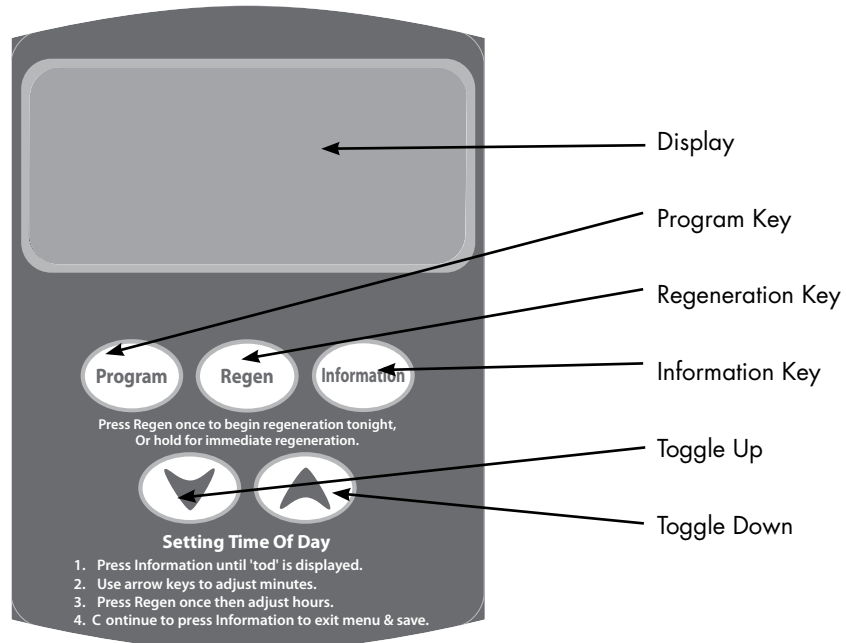 Display
Program Key
Regeneration Key
Program
Regen
Information
Information Key
Press Regen once to begin regeneration tonight,
Or hold for immediate regeneration.
Toggle Up
Toggle Down
Setting Time Of Day
1. Press Information until 'tod' is displayed.
2. Use arrow keys to adjust minutes.
3. Press Regen once then adjust hours.
4. C ontinue to press Information to exit menu & save.